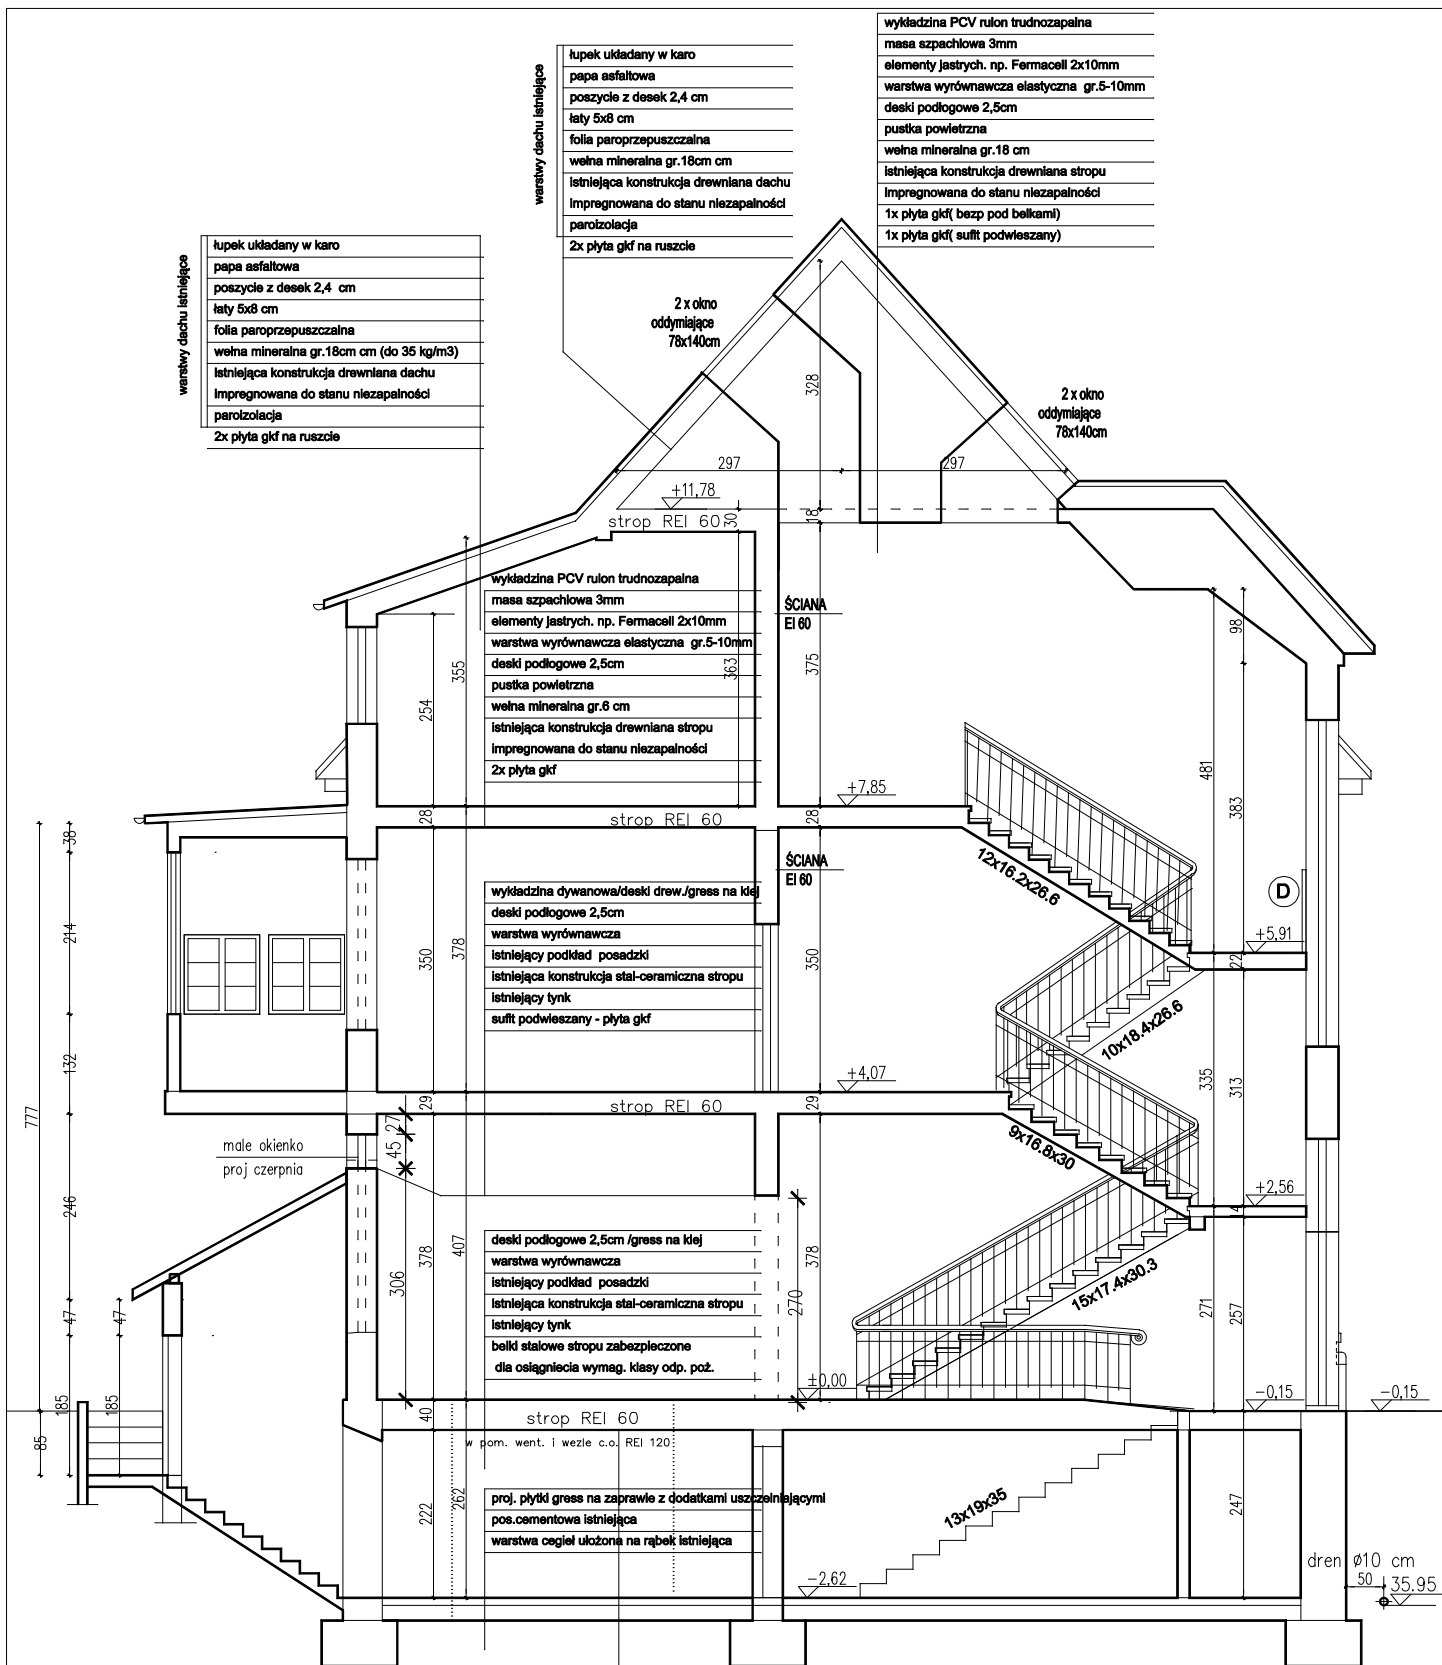 wykładzina PCV rulon trudnozapalna
masa szpachlowa 3mm
elementy jastrych. np. Fermacell 2x10mm
warstwa wyrównawcza elastyczna gr.5-10mm
deski podłogowe 2,5cm
pustka powietrzna
wełna mineralna gr.18 cm
istniejąca konstrukcja drewniana stropu
impregnowana do stanu niezapalności
1x płyta gkf( bezp pod belkami)
1x płyta gkf( sufit podwieszany)
warstwy dachu istniejące
łupek układany w karo
papa asfaltowa
poszycie z desek 2,4 cm
łaty 5x8 cm
folia paroprzepuszczalna
wełna mineralna gr.18cm cm
istniejąca konstrukcja drewniana dachu
impregnowana do stanu niezapalności
paroizolacja
2x płyta gkf na ruszcie
warstwy dachu istniejące
łupek układany w karo
papa asfaltowa
poszycie z desek 2,4 cm
łaty 5x8 cm
folia paroprzepuszczalna
wełna mineralna gr.18cm cm (do 35 kg/m3)
istniejąca konstrukcja drewniana dachu
impregnowana do stanu niezapalności
paroizolacja
2x płyta gkf na ruszcie
2 x okno
oddymiające
78x140cm
2 x okno
oddymiające
78x140cm
328
297
297
+11,78
strop REI 60
30
18
wykładzina PCV rulon trudnozapalna
masa szpachlowa 3mm
elementy jastrych. np. Fermacell 2x10mm
warstwa wyrównawcza elastyczna gr.5-10mm
deski podłogowe 2,5cm
pustka powietrzna
wełna mineralna gr.6 cm
istniejąca konstrukcja drewniana stropu
impregnowana do stanu niezapalności
2x płyta gkf
ŚCIANA
EI 60
355
254
363
375
98
481
383
+7,85
28
strop REI 60
28
38
12x16.2x26.6
ŚCIANA
EI 60
D
wykładzina dywanowa/deski drew./gress na klej
deski podłogowe 2,5cm
warstwa wyrównawcza
istniejący podkład posadzki
istniejąca konstrukcja stal-ceramiczna stropu
istniejący tynk
sufit podwieszany - płyta gkf
214
350
378
350
+5,91
22
10x18.4x26.6
132
335
313
+4,07
29
strop REI 60
29
777
27
45
male okienko
proj czerpnia
9x16.8x30
+2,56
14
246
378
407
306
270
378
deski podłogowe 2,5cm /gress na klej
warstwa wyrównawcza
istniejący podkład posadzki
istniejąca konstrukcja stal-ceramiczna stropu
istniejący tynk
belki stalowe stropu zabezpieczone
dla osiągniecia wymag. klasy odp. poż.
15x17.4x30.3
271
257
47
47
185
185
85
±0,00
-0,15
-0,15
40
strop REI 60
w pom. went. i wezle c.o. REI 120
222
262
proj. płytki gress na zaprawie z dodatkami uszczelniającymi
pos.cementowa istniejąca
warstwa cegieł ułożona na rąbek istniejąca
13x19x35
247
-2,62
dren ø10 cm
50
35.95